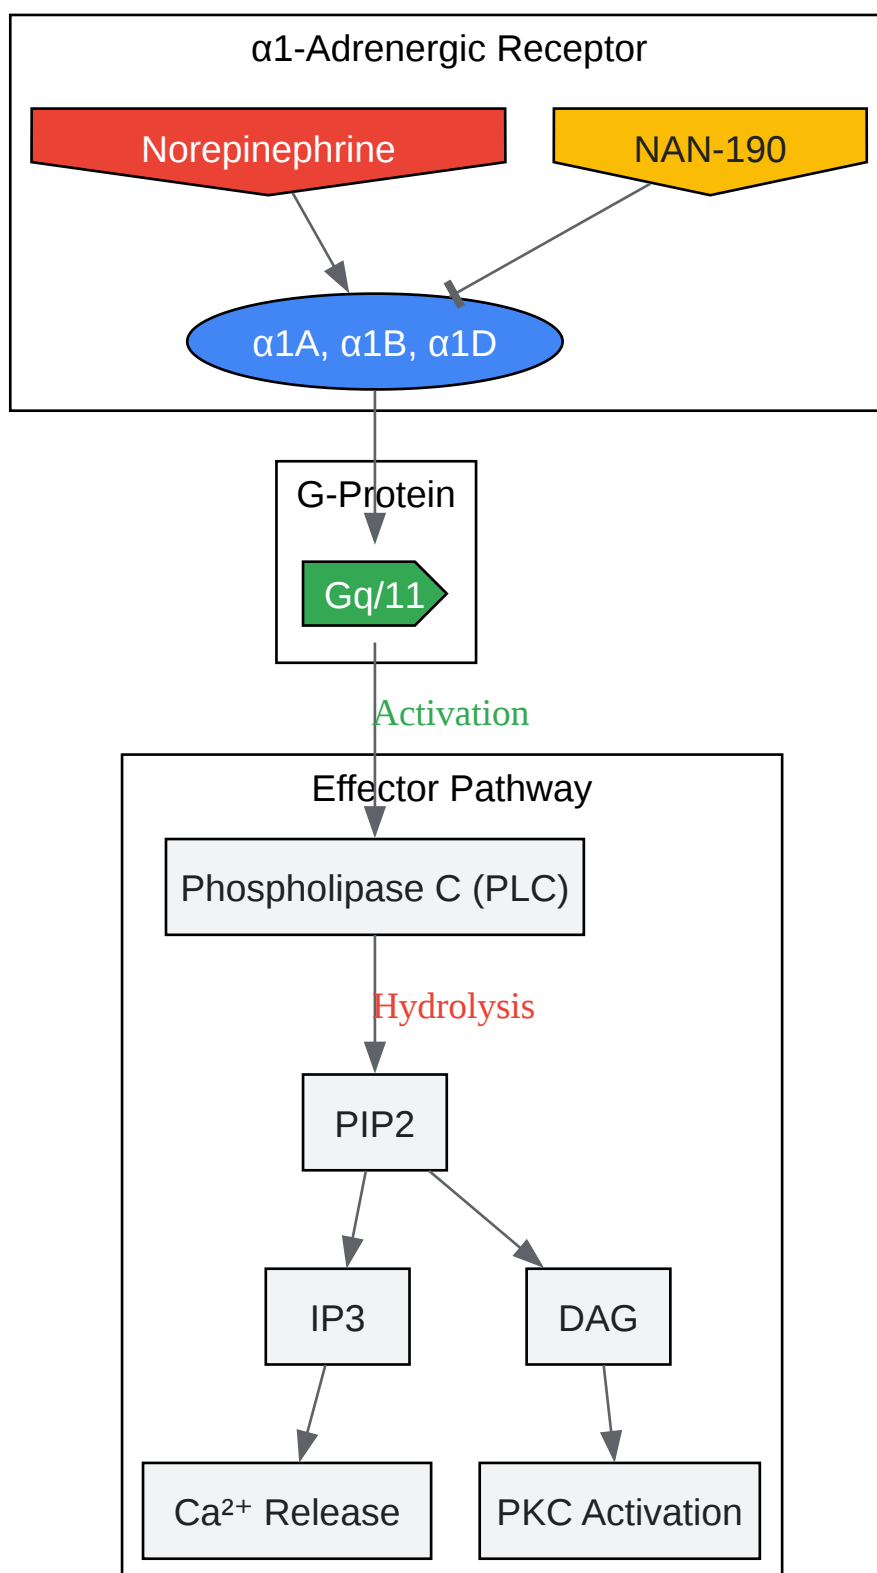 α1-Adrenergic Receptor
Norepinephrine
NAN-190
α1A, α1B, α1D
G-Protein
Gq/11
Activation
Effector Pathway
Phospholipase C (PLC)
Hydrolysis
PIP2
IP3
DAG
Ca²⁺ Release
PKC Activation